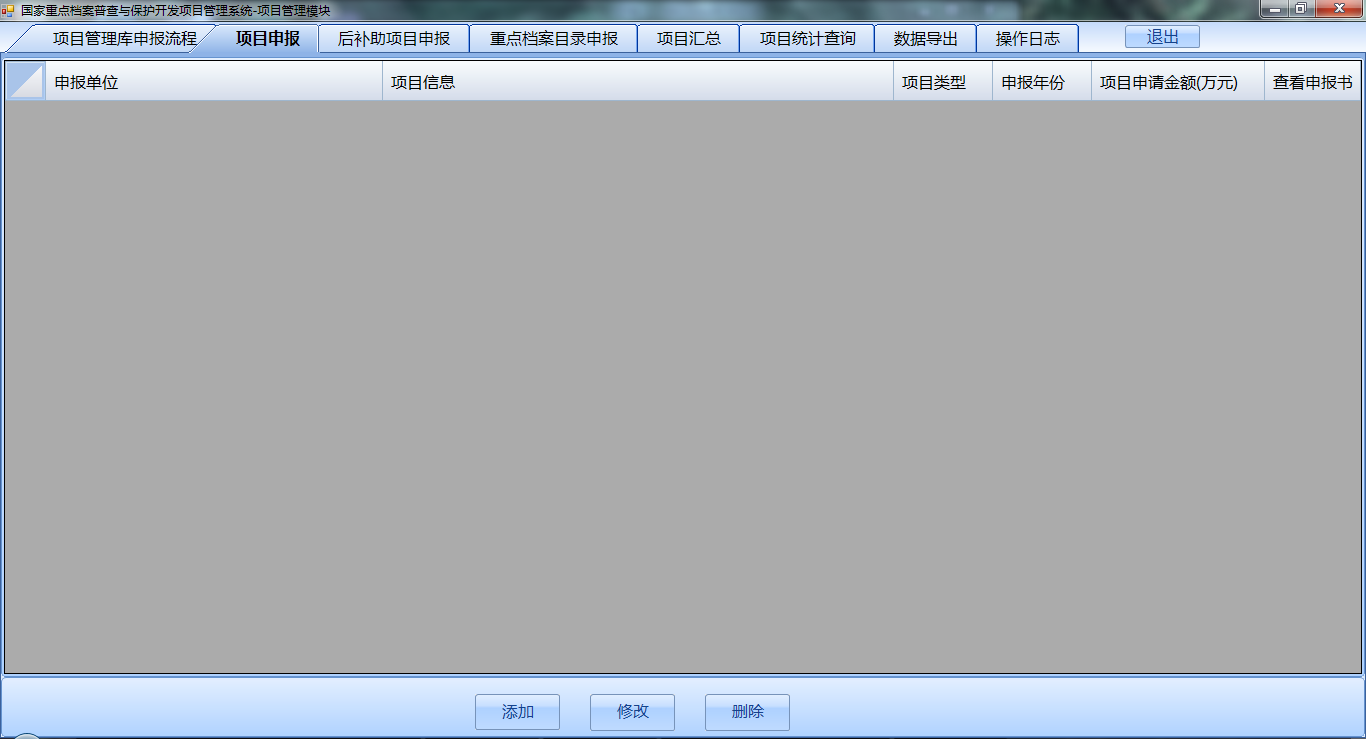 国家重点档案普查与保护开发项目管理系统-项目管理模块
项目管理库申报流程 项目申报 后补助项目申报 重点档案目录申报 项目汇总 项目统计查询 数据导出 操作日志 退出
申报单位 项目信息 项目类型 申报年份 项目申请金额(万元) 查看申报书
添加 修改 删除